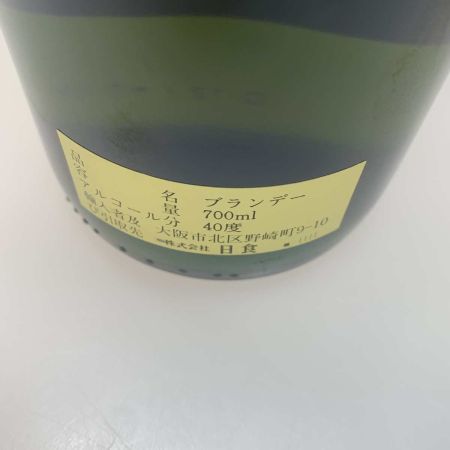 品名 ブランデー
容量 700ml
アルコール分 40度
輸入者及び引取先 大阪市北区野崎町9-10
株式会社 日食